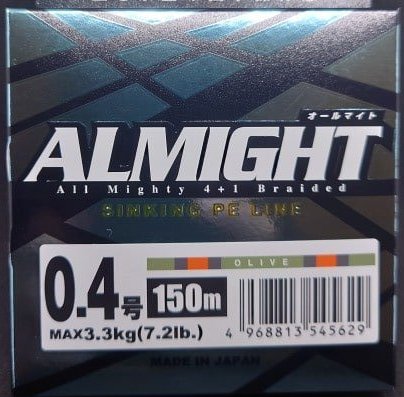 オールマイト
ALMIGHT
All Mighty 4+1 Braided
SINKING PE LINE
OLIVE
0.4号 150m
MAX3.3kg(7.2lb.)
4 968813 545629
MADE IN JAPAN